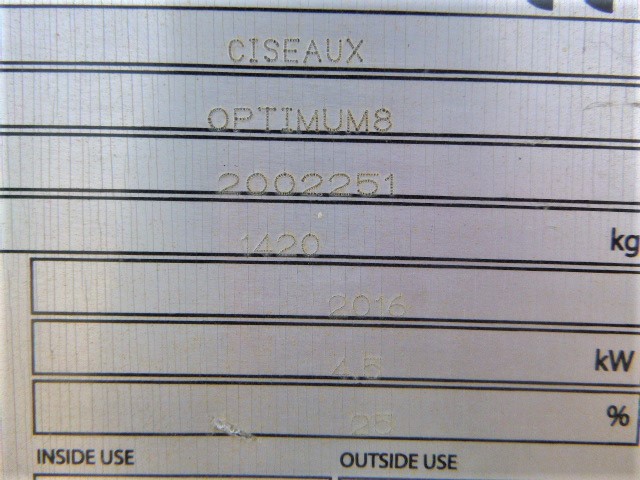 CISEAUX
OPTIMUM8
2002251
1420 kg
2016
4.5 kW
25 %
INSIDE USE OUTSIDE USE